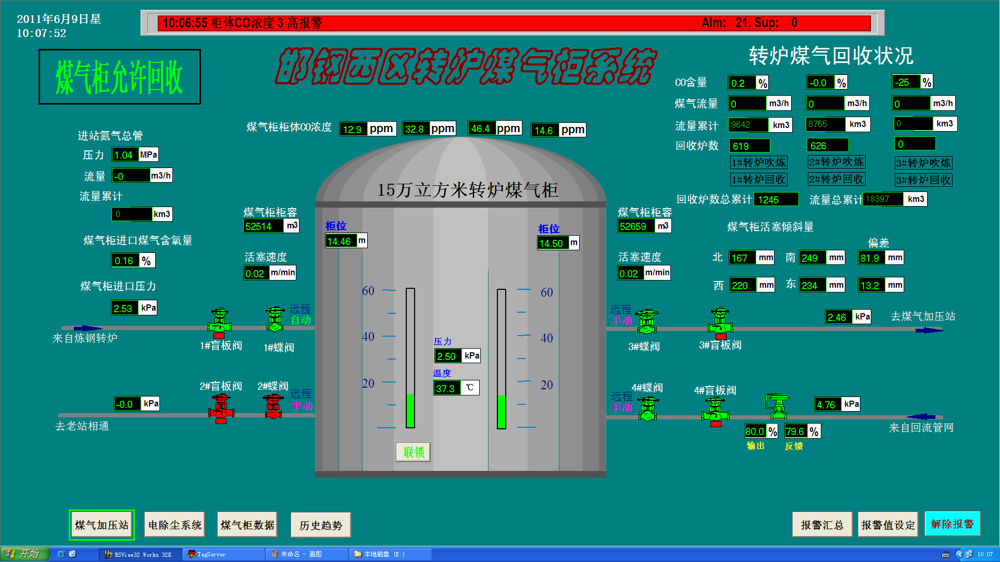 2011年6月9日星
10:07:52
10:06:55 柜体CO浓度 3 高报警 Alm: 21, Sup: 0
煤气柜允许回收
邯钢西区转炉煤气柜系统
转炉煤气回收状况
CO含量 0.2 % -0.0 % -25 %
煤气流量 0 m3/h 0 m3/h 0 m3/h
流量累计 9642 km3 8755 km3 0 km3
回收炉数 619 626 0
1#转炉吹炼 2#转炉吹炼 3#转炉吹炼
1#转炉回收 2#转炉回收 3#转炉回收
回收炉数总累计 1245 流量总累计 18397 km3
煤气柜柜体CO浓度 12.9 ppm 32.8 ppm 46.4 ppm 14.6 ppm
进站氮气总管
压力 1.04 MPa
流量 -0 m3/h
流量累计
0 km3
煤气柜进口煤气含氧量
0.16 %
煤气柜进口压力
2.53 kPa
15万立方米转炉煤气柜
煤气柜柜容
52514 m3
活塞速度
0.02 m/min
柜位
14.46 m
柜位
14.50 m
煤气柜柜容
52659 m3
活塞速度
0.02 m/min
煤气柜活塞倾斜量
偏差
北 167 mm 南 249 mm 81.9 mm
西 220 mm 东 234 mm 13.2 mm
60
40
20
60
40
20
压力
2.50 kPa
温度
37.3 ℃
联锁
来自炼钢转炉
1#盲板阀
1#蝶阀
远程
自动
2#盲板阀
2#蝶阀
远程
手动
-0.0 kPa
去老站相通
远程
手动
3#蝶阀
3#盲板阀
2.46 kPa
去煤气加压站
远程
手动
4#蝶阀
4#盲板阀
4.76 kPa
来自回流管网
80.0 % 79.6 %
输出 反馈
煤气加压站 电除尘系统 煤气柜数据 历史趋势 报警汇总 报警值设定 解除报警
开始 RSView32 Works 32K TagServer 未命名 - 画图 本地磁盘 (E:) 10:07